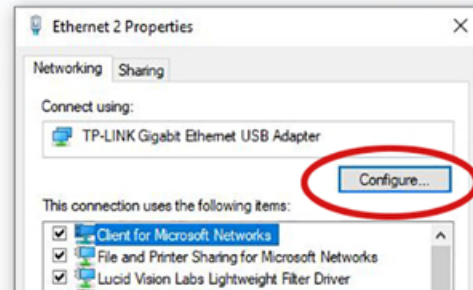 Ethernet 2 Properties
Networking Sharing
Connect using:
TP-LINK Gigabit Ethernet USB Adapter
Configure...
This connection uses the following items:
Client for Microsoft Networks
File and Printer Sharing for Microsoft Networks
Lucid Vision Labs Lightweight Filter Driver